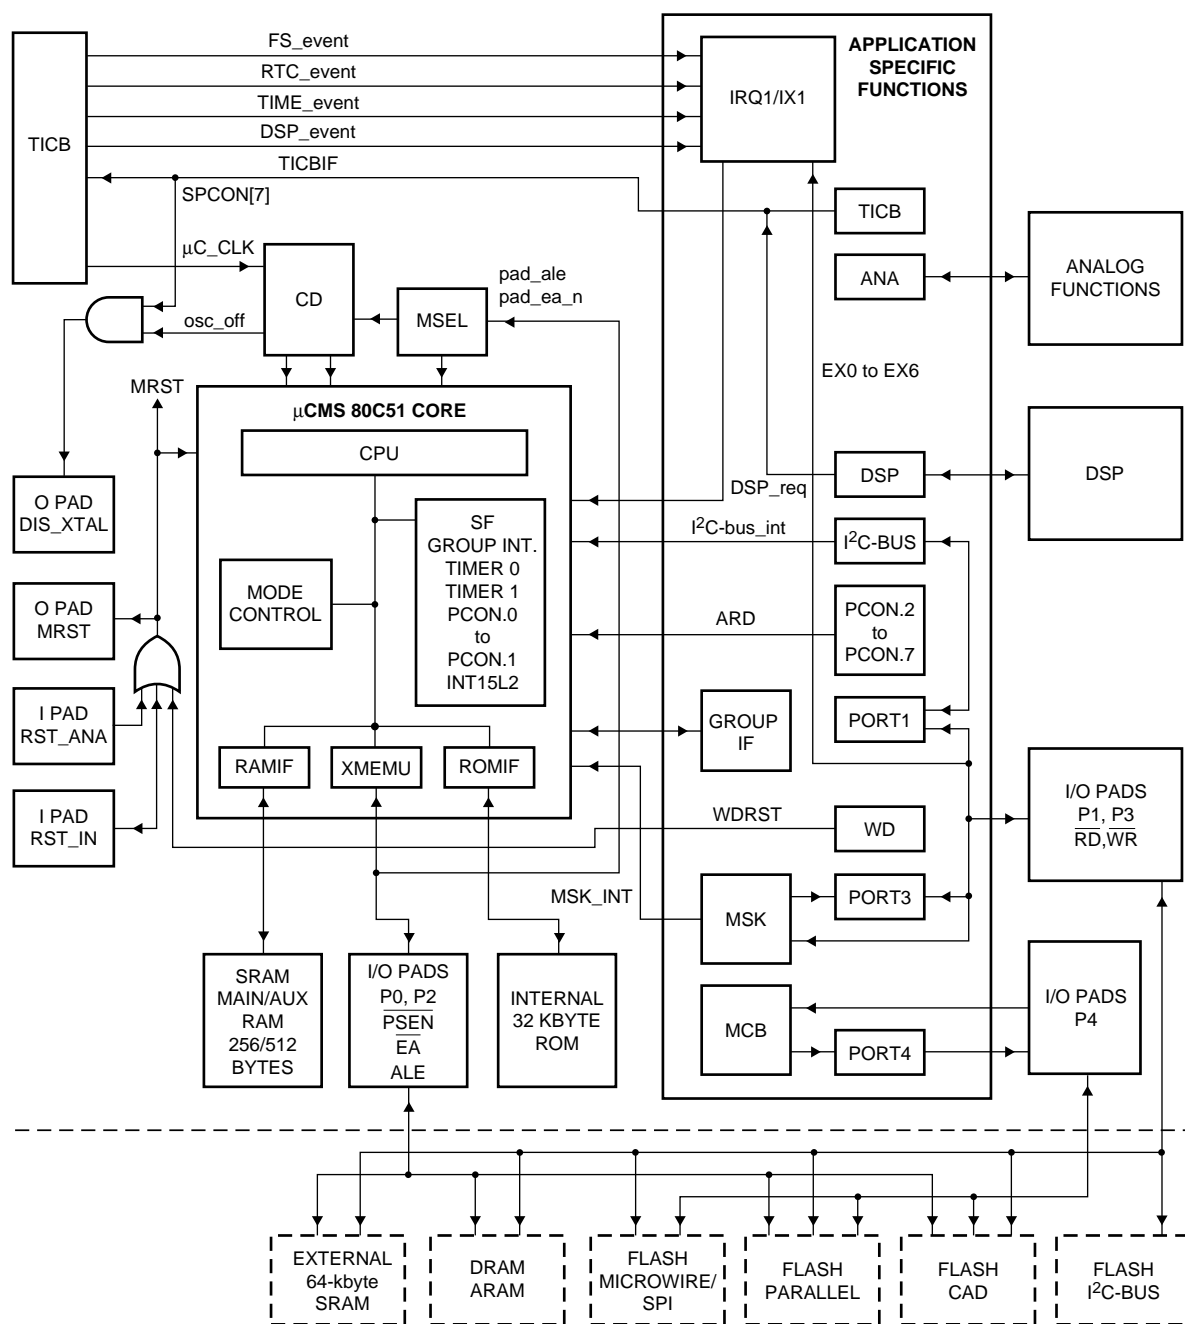 FS_event
RTC_event
TIME_event
DSP_event
TICBIF
SPCON[7]
TICB
µC_CLK
osc_off
CD
MSEL
pad_ale
pad_ea_n
APPLICATION
SPECIFIC
FUNCTIONS
IRQ1/IX1
TICB
ANA
ANALOG
FUNCTIONS
EX0 to EX6
MRST
µCMS 80C51 CORE
CPU
O PAD
DIS_XTAL
SF
GROUP INT.
TIMER 0
TIMER 1
PCON.0
to
PCON.1
INT15L2
MODE
CONTROL
DSP_req
DSP
DSP
I²C-bus_int
I²C-BUS
O PAD
MRST
ARD
PCON.2
to
PCON.7
I PAD
RST_ANA
GROUP
IF
PORT1
RAMIF
XMEMU
ROMIF
I PAD
RST_IN
WDRST
WD
I/O PADS
P1, P3
RD,WR
MSK_INT
MSK
PORT3
SRAM
MAIN/AUX
RAM
256/512
BYTES
I/O PADS
P0, P2
PSEN
EA
ALE
INTERNAL
32 KBYTE
ROM
MCB
PORT4
I/O PADS
P4
EXTERNAL
64-kbyte
SRAM
DRAM
ARAM
FLASH
MICROWIRE/
SPI
FLASH
PARALLEL
FLASH
CAD
FLASH
I²C-BUS